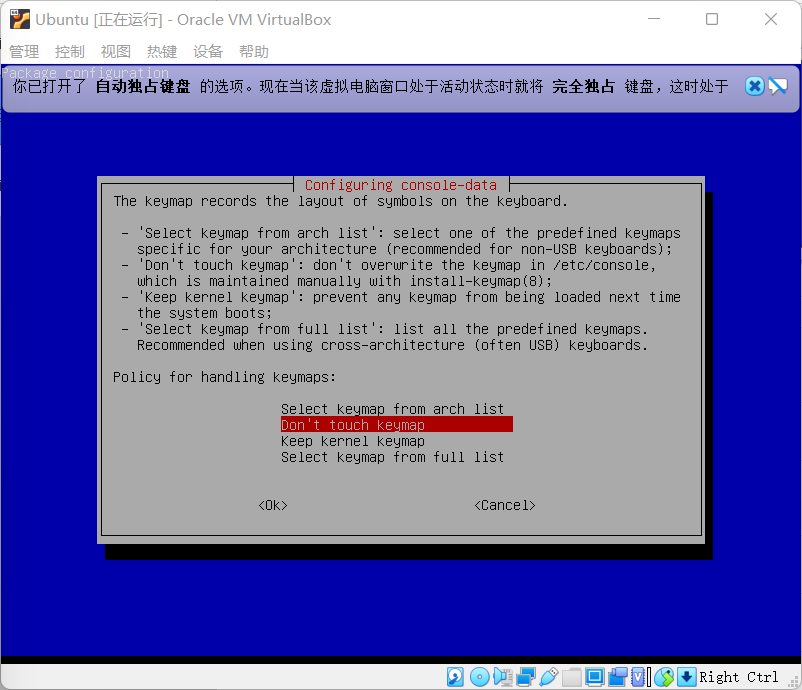 Ubuntu [正在运行] - Oracle VM VirtualBox
管理 控制 视图 热键 设备 帮助
Package configuration
你已打开了 自动独占键盘 的选项。现在当该虚拟电脑窗口处于活动状态时就将 完全独占 键盘，这时处于
Configuring console-data
The keymap records the layout of symbols on the keyboard.
- 'Select keymap from arch list': select one of the predefined keymaps
specific for your architecture (recommended for non-USB keyboards);
- 'Don't touch keymap': don't overwrite the keymap in /etc/console,
which is maintained manually with install-keymap(8);
- 'Keep kernel keymap': prevent any keymap from being loaded next time
the system boots;
- 'Select keymap from full list': list all the predefined keymaps.
Recommended when using cross-architecture (often USB) keyboards.
Policy for handling keymaps:
Select keymap from arch list
Don't touch keymap
Keep kernel keymap
Select keymap from full list
<Ok> <Cancel>
Right Ctrl